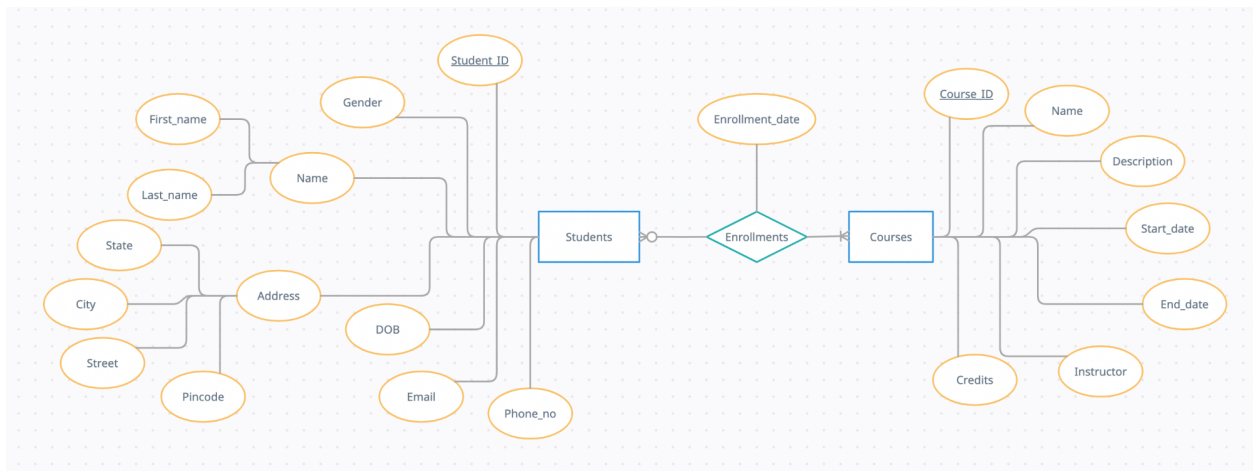 Student_ID
Gender
First_name
Name
Last_name
State
Address
City
Street
Pincode
DOB
Email
Phone_no
Students
Enrollment_date
Enrollments
Courses
Course_ID
Name
Description
Start_date
End_date
Instructor
Credits